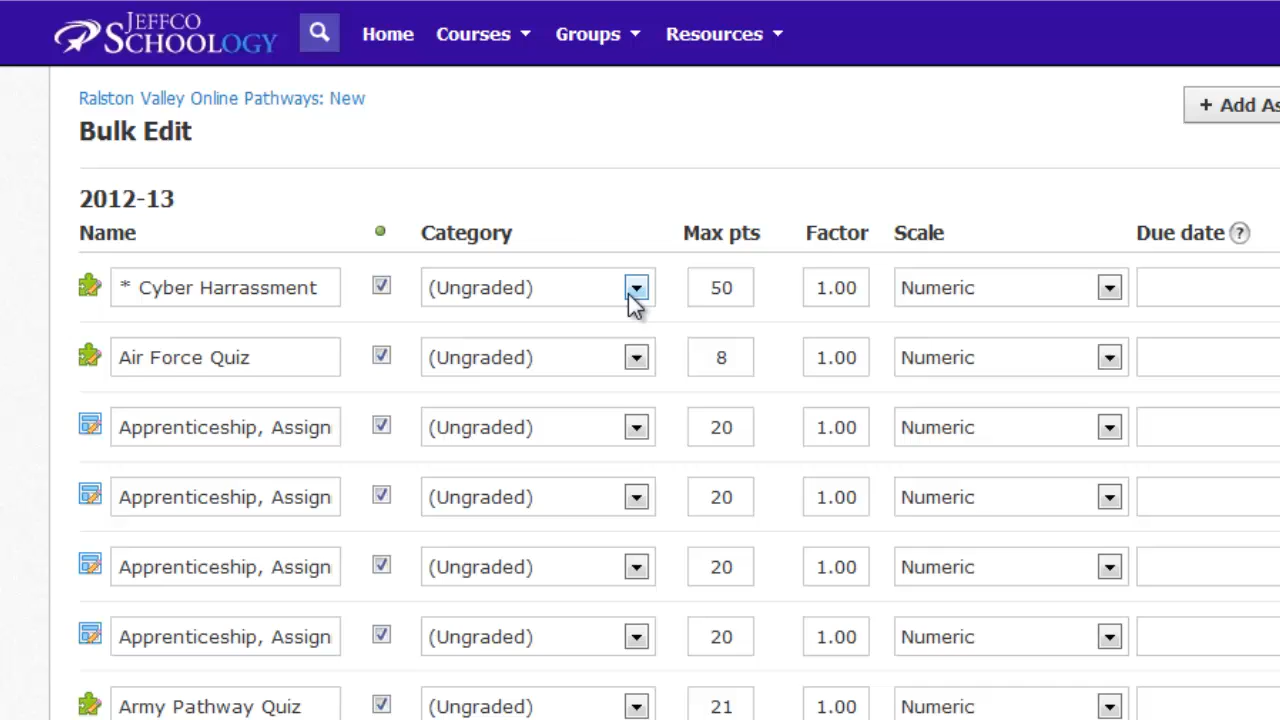 JEFFCO
SCHOOLOGY
Home Courses Groups Resources
Ralston Valley Online Pathways: New
+ Add As
Bulk Edit
2012-13
Name Category Max pts Factor Scale Due date ?
* Cyber Harrassment (Ungraded) 50 1.00 Numeric
Air Force Quiz (Ungraded) 8 1.00 Numeric
Apprenticeship, Assign (Ungraded) 20 1.00 Numeric
Apprenticeship, Assign (Ungraded) 20 1.00 Numeric
Apprenticeship, Assign (Ungraded) 20 1.00 Numeric
Apprenticeship, Assign (Ungraded) 20 1.00 Numeric
Army Pathway Quiz (Ungraded) 21 1.00 Numeric